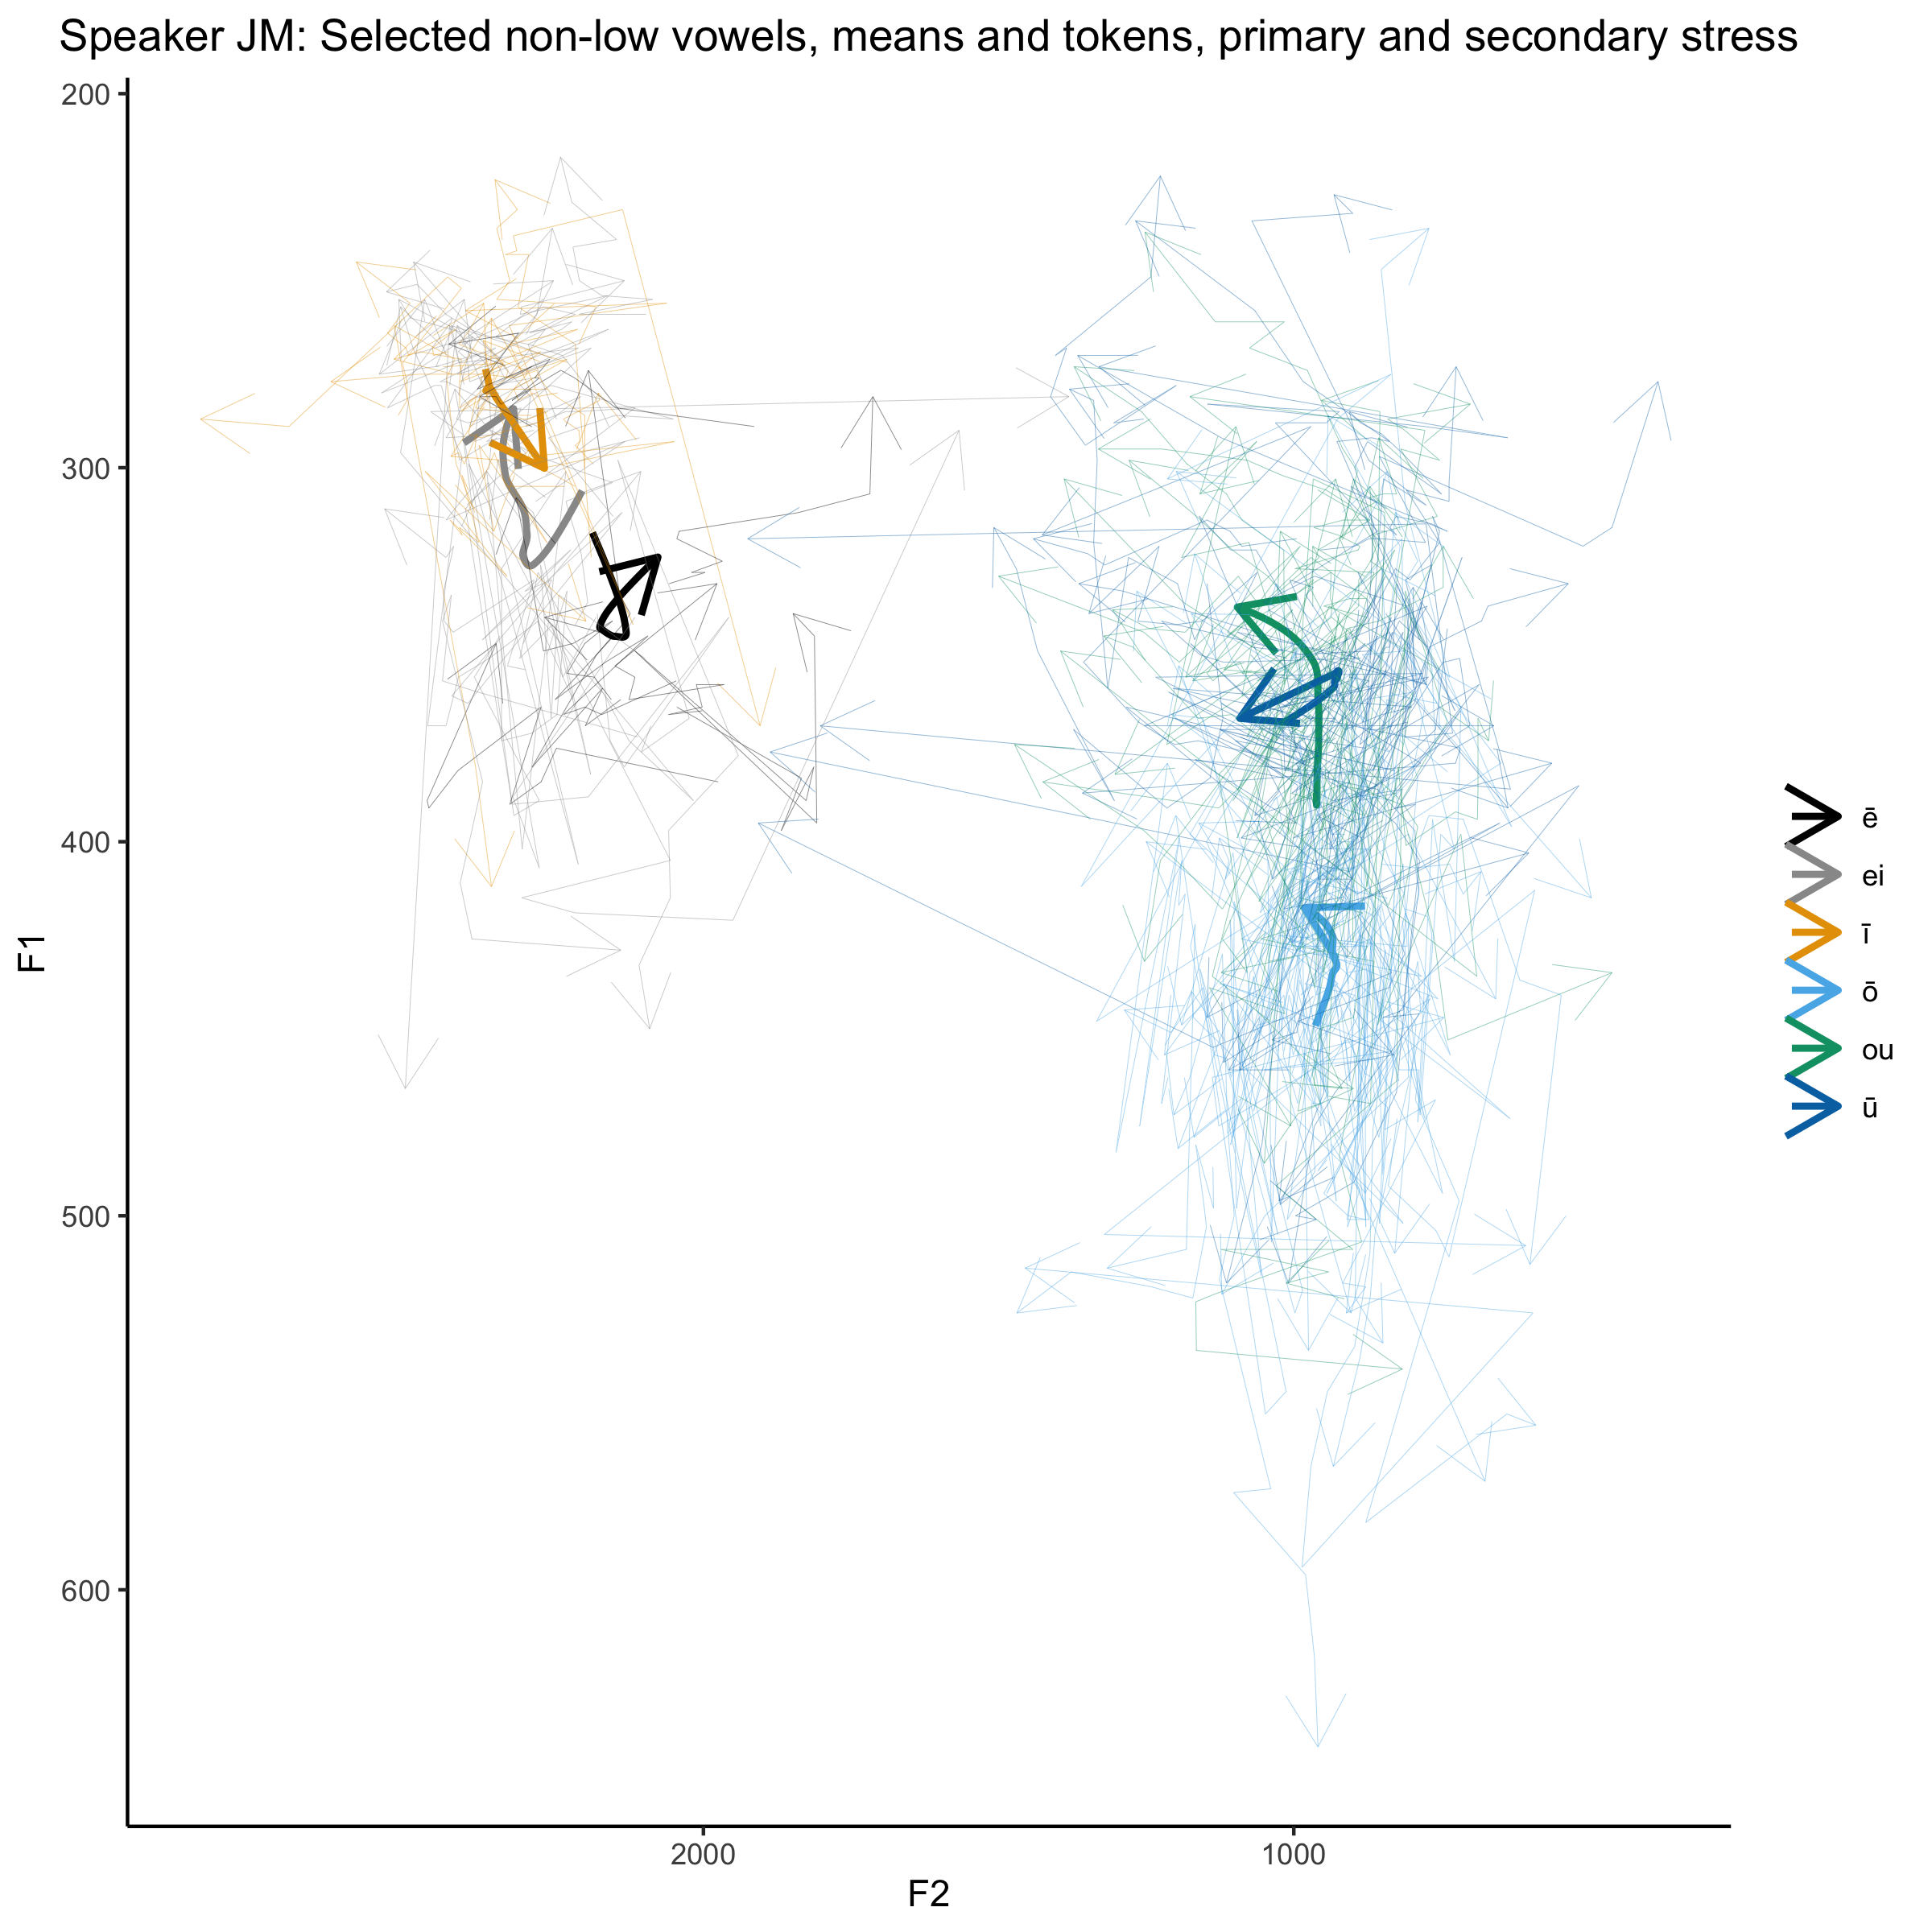 Speaker JM: Selected non-low vowels, means and tokens, primary and secondary stress
200
300
400
500
600
F1
2000
1000
F2
ē
ei
ī
ō
ou
ū